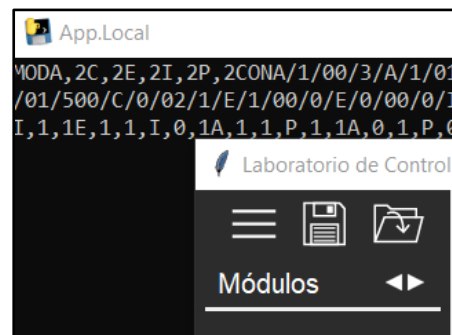 App.Local
MODA,2C,2E,2I,2P,2CONA/1/00/3/A/1/01
/01/500/C/0/02/1/E/1/00/0/E/0/00/0/I
I,1,1E,1,1,I,0,1A,1,1,P,1,1A,0,1,P,0
Laboratorio de Control
Módulos